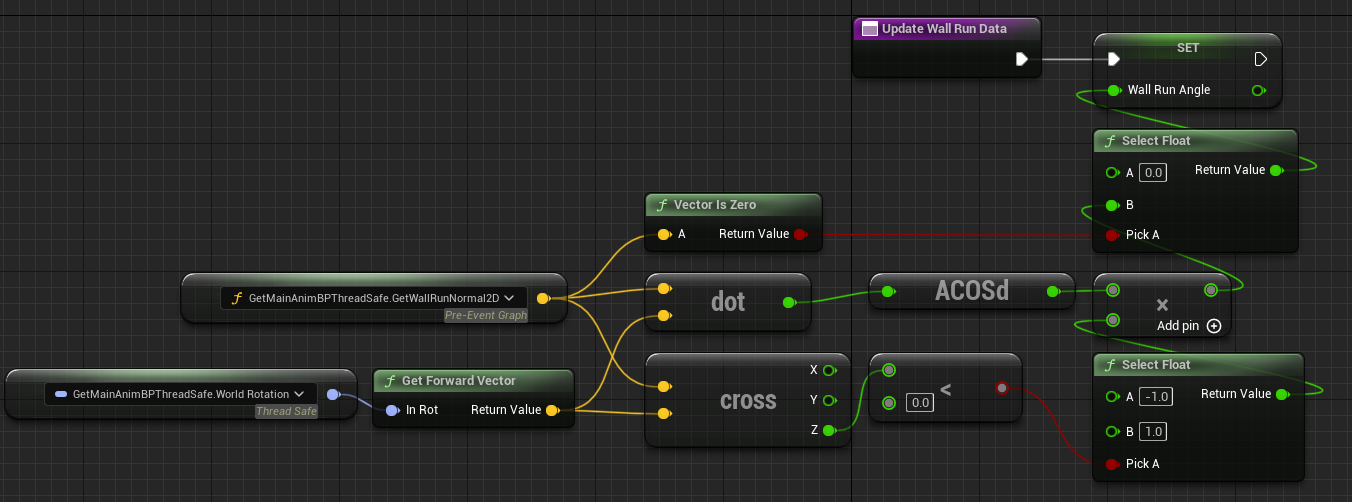 Update Wall Run Data
SET
Wall Run Angle
f Select Float
A 0.0 Return Value
B
Pick A
f Vector Is Zero
A Return Value
f GetMainAnimBPThreadSafe.GetWallRunNormal2D
Pre-Event Graph
dot
ACOSd
×
Add pin
GetMainAnimBPThreadSafe.World Rotation
Thread Safe
f Get Forward Vector
In Rot Return Value
cross
X
Y
Z
<
0.0
f Select Float
A -1.0 Return Value
B 1.0
Pick A